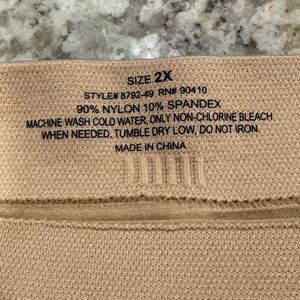 SIZE 2X
STYLE# 8792-49 RN# 90410
90% NYLON 10% SPANDEX
MACHINE WASH COLD WATER, ONLY NON-CHLORINE BLEACH
WHEN NEEDED, TUMBLE DRY LOW, DO NOT IRON.
MADE IN CHINA